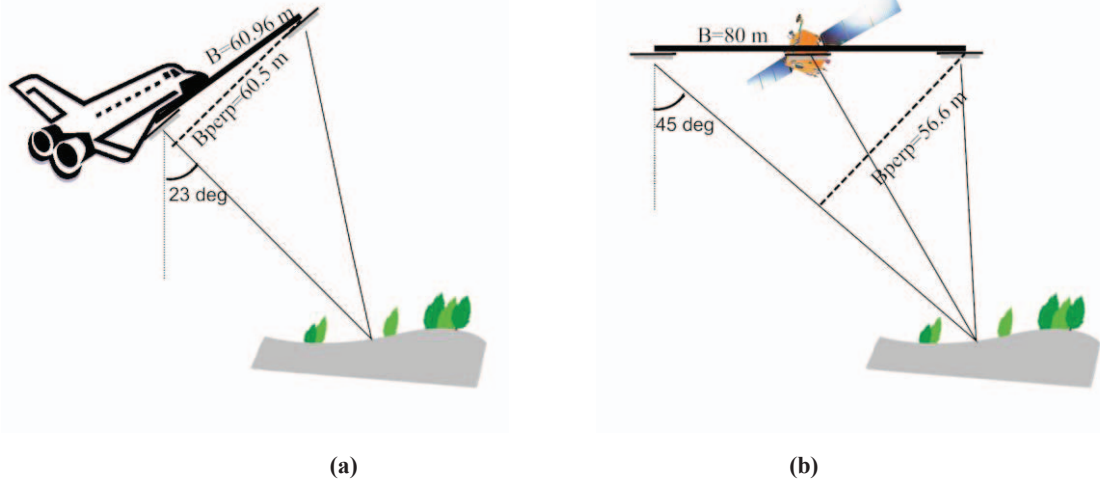 B=60.96 m
Bperp=60.5 m
23 deg
(a)
B=80 m
45 deg
Bperp=56.6 m
(b)